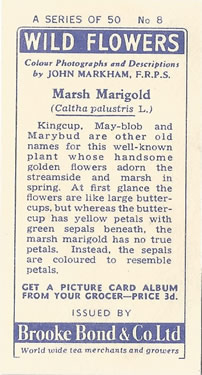 A SERIES OF 50 No 8
WILD FLOWERS
Colour Photographs and Descriptions
by JOHN MARKHAM, F.R.P.S.
Marsh Marigold
(Caltha palustris L.)
Kingcup, May-blob and
Marybud are other old
names for this well-known
plant whose handsome
golden flowers adorn the
streamside and marsh in
spring. At first glance the
flowers are like large butter-
cups, but whereas the butter-
cup has yellow petals with
green sepals beneath, the
marsh marigold has no true
petals. Instead, the sepals
are coloured to resemble
petals.
GET A PICTURE CARD ALBUM
FROM YOUR GROCER—PRICE 3d.
ISSUED BY
Brooke Bond & Co. Ltd
World wide tea merchants and growers